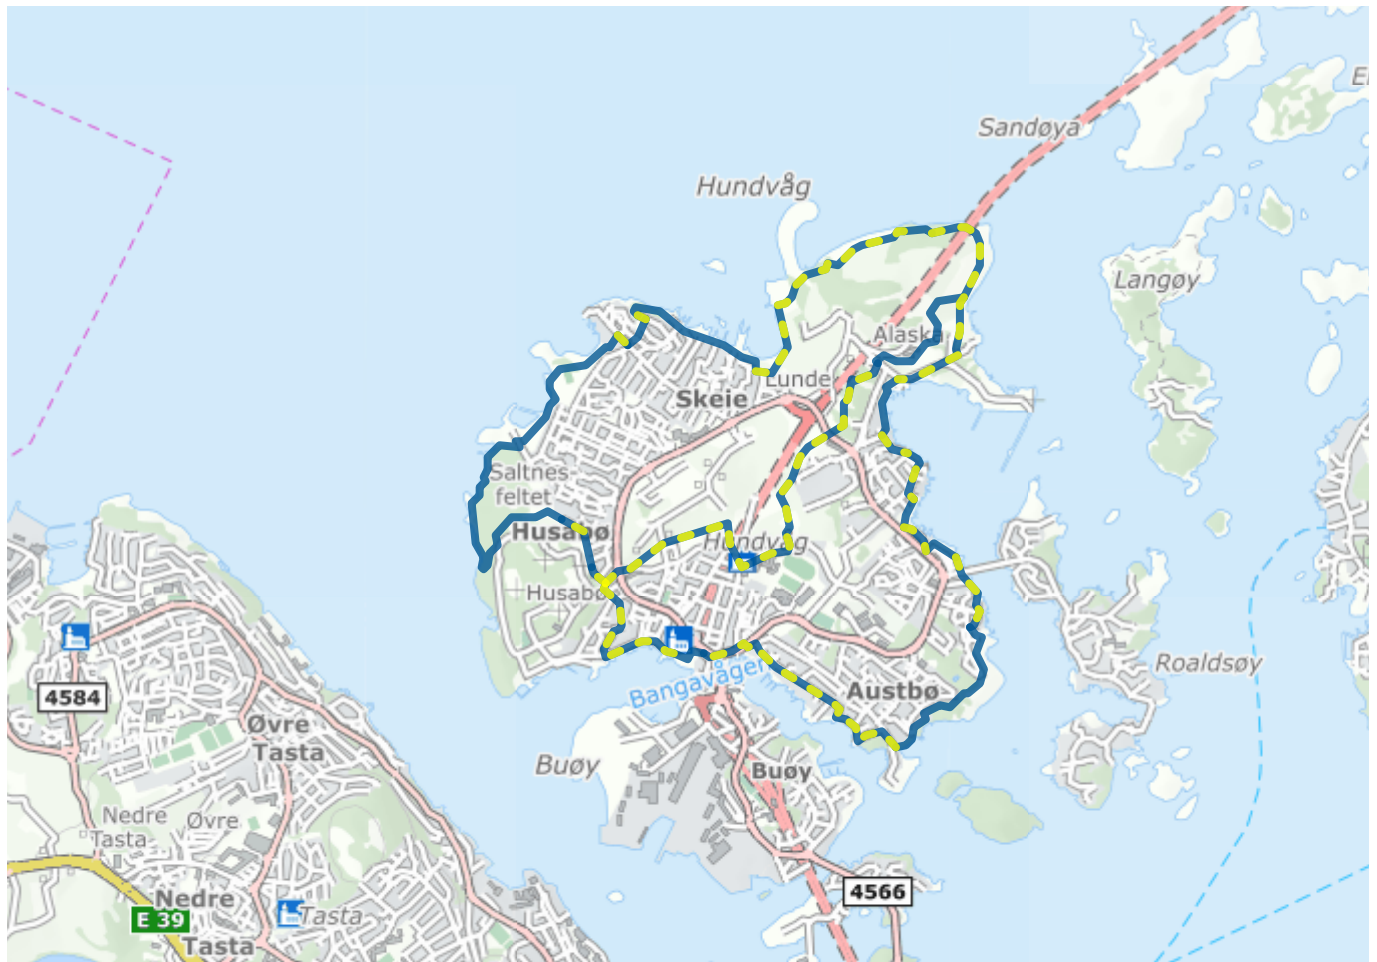 El
Sandøya
Hundvåg
Langøy
Alaska
Lunde
Skeie
Saltnes-
feltet
Husabø
Hundvåg
Husabø
Roaldsøy
Bangavågen
Austbø
4584
Øvre
Tasta
Buøy
Buøy
Nedre
Tasta
Øvre
4566
Nedre
Tasta
E 39
Tasta